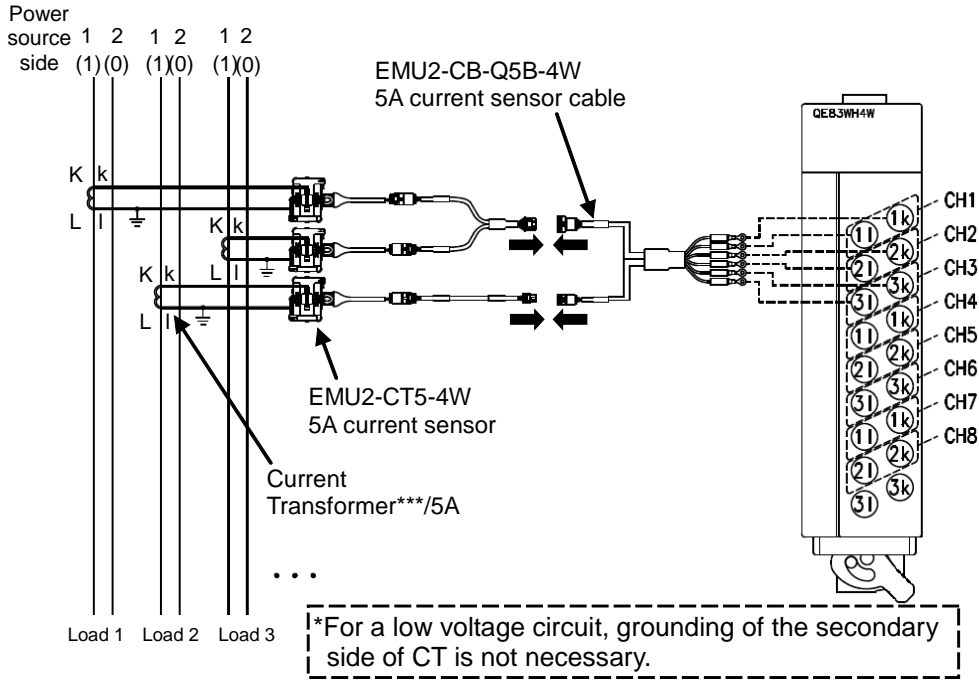 Power
source
side
1 2
(1) (0)
1 2
(1)(0)
1 2
(1)(0)
EMU2-CB-Q5B-4W
5A current sensor cable
QE83WH4W
K k
L l
K k
L l
K k
L l
1k
1l
2k
2l
3k
3l
1k
1l
2k
2l
3k
3l
1k
1l
2k
2l
3k
3l
CH1
CH2
CH3
CH4
CH5
CH6
CH7
CH8
EMU2-CT5-4W
5A current sensor
Current
Transformer***/5A
. . .
Load 1 Load 2 Load 3
*For a low voltage circuit, grounding of the secondary
side of CT is not necessary.